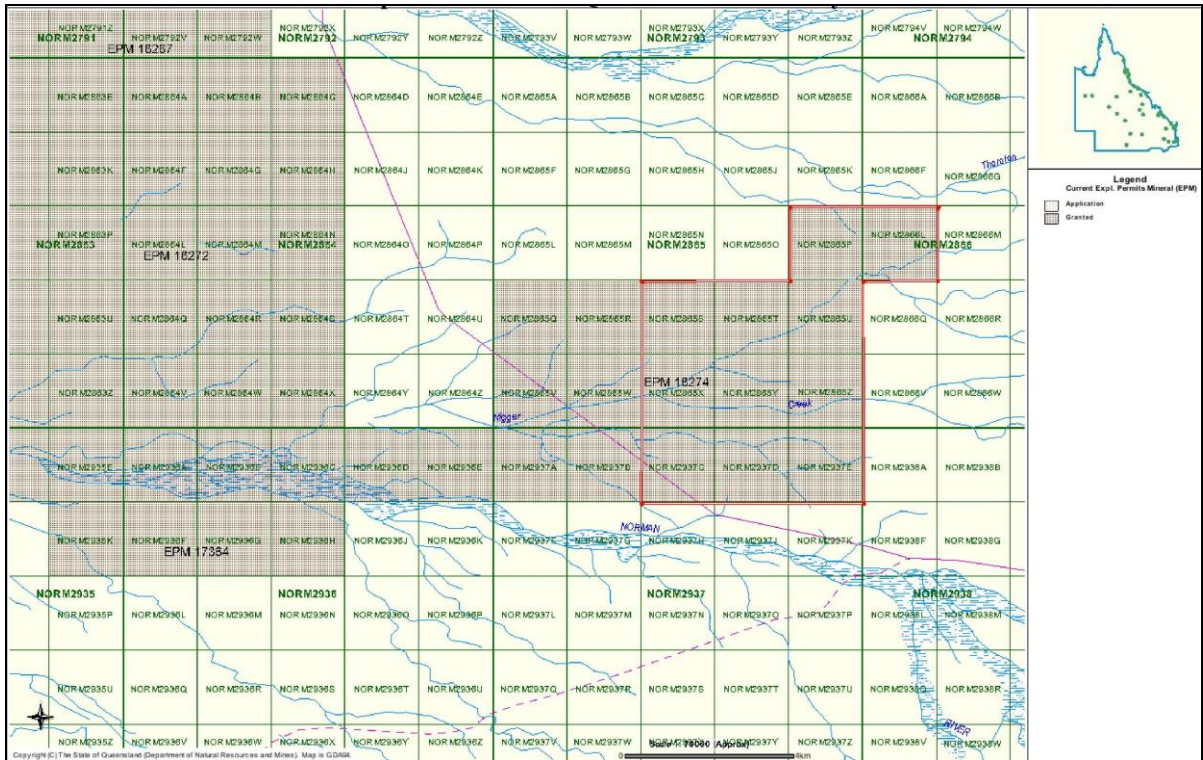 NORM2791Z NORM2792V NORM2792W NORM2792X NORM2792Y NORM2792Z NORM2793V NORM2793W NORM2793X NORM2793Y NORM2793Z NORM2794V NORM2794W
NORM2791 NORM2792 NORM2793 NORM2794
EPM 16267
NORM2863E NORM2864A NORM2864B NORM2864C NORM2864D NORM2864E NORM2865A NORM2865B NORM2865C NORM2865D NORM2865E NORM2866A NORM2866B
Thornton
NORM2863K NORM2864F NORM2864G NORM2864H NORM2864J NORM2864K NORM2865F NORM2865G NORM2865H NORM2865J NORM2865K NORM2866F NORM2866G
NORM2863P NORM2864L NORM2864M NORM2864N NORM2864O NORM2864P NORM2865L NORM2865M NORM2865N NORM2865O NORM2865P NORM2866L NORM2866M
NORM2863 NORM2864 NORM2865 NORM2866
EPM 16272
NORM2863U NORM2864Q NORM2864R NORM2864S NORM2864T NORM2864U NORM2865Q NORM2865R NORM2865S NORM2865T NORM2865U NORM2866Q NORM2866R
EPM 16274
NORM2863Z NORM2864V NORM2864W NORM2864X NORM2864Y NORM2864Z NORM2865V NORM2865W NORM2865X NORM2865Y NORM2865Z NORM2866V NORM2866W
Nigger Creek
NORM2935E NORM2936A NORM2936B NORM2936C NORM2936D NORM2936E NORM2937A NORM2937B NORM2937C NORM2937D NORM2937E NORM2938A NORM2938B
NORMAN
NORM2935K NORM2936F NORM2936G NORM2936H NORM2936J NORM2936K NORM2937F NORM2937G NORM2937H NORM2937J NORM2937K NORM2938F NORM2938G
EPM 17364
NORM2935 NORM2936 NORM2937 NORM2938
NORM2935P NORM2936L NORM2936M NORM2936N NORM2936O NORM2936P NORM2937L NORM2937M NORM2937N NORM2937O NORM2937P NORM2938L NORM2938M
NORM2935U NORM2936Q NORM2936R NORM2936S NORM2936T NORM2936U NORM2937Q NORM2937R NORM2937S NORM2937T NORM2937U NORM2938Q NORM2938R
RIVER
NORM2935Z NORM2936V NORM2936W NORM2936X NORM2936Y NORM2936Z NORM2937V NORM2937W NORM2937Y NORM2937Z NORM2938V NORM2938W
(Approx)
0 4km
Copyright (C) The State of Queensland (Department of Natural Resources and Mines). Map is GDA94
Legend
Current Expl. Permits Mineral (EPM)
Application
Granted